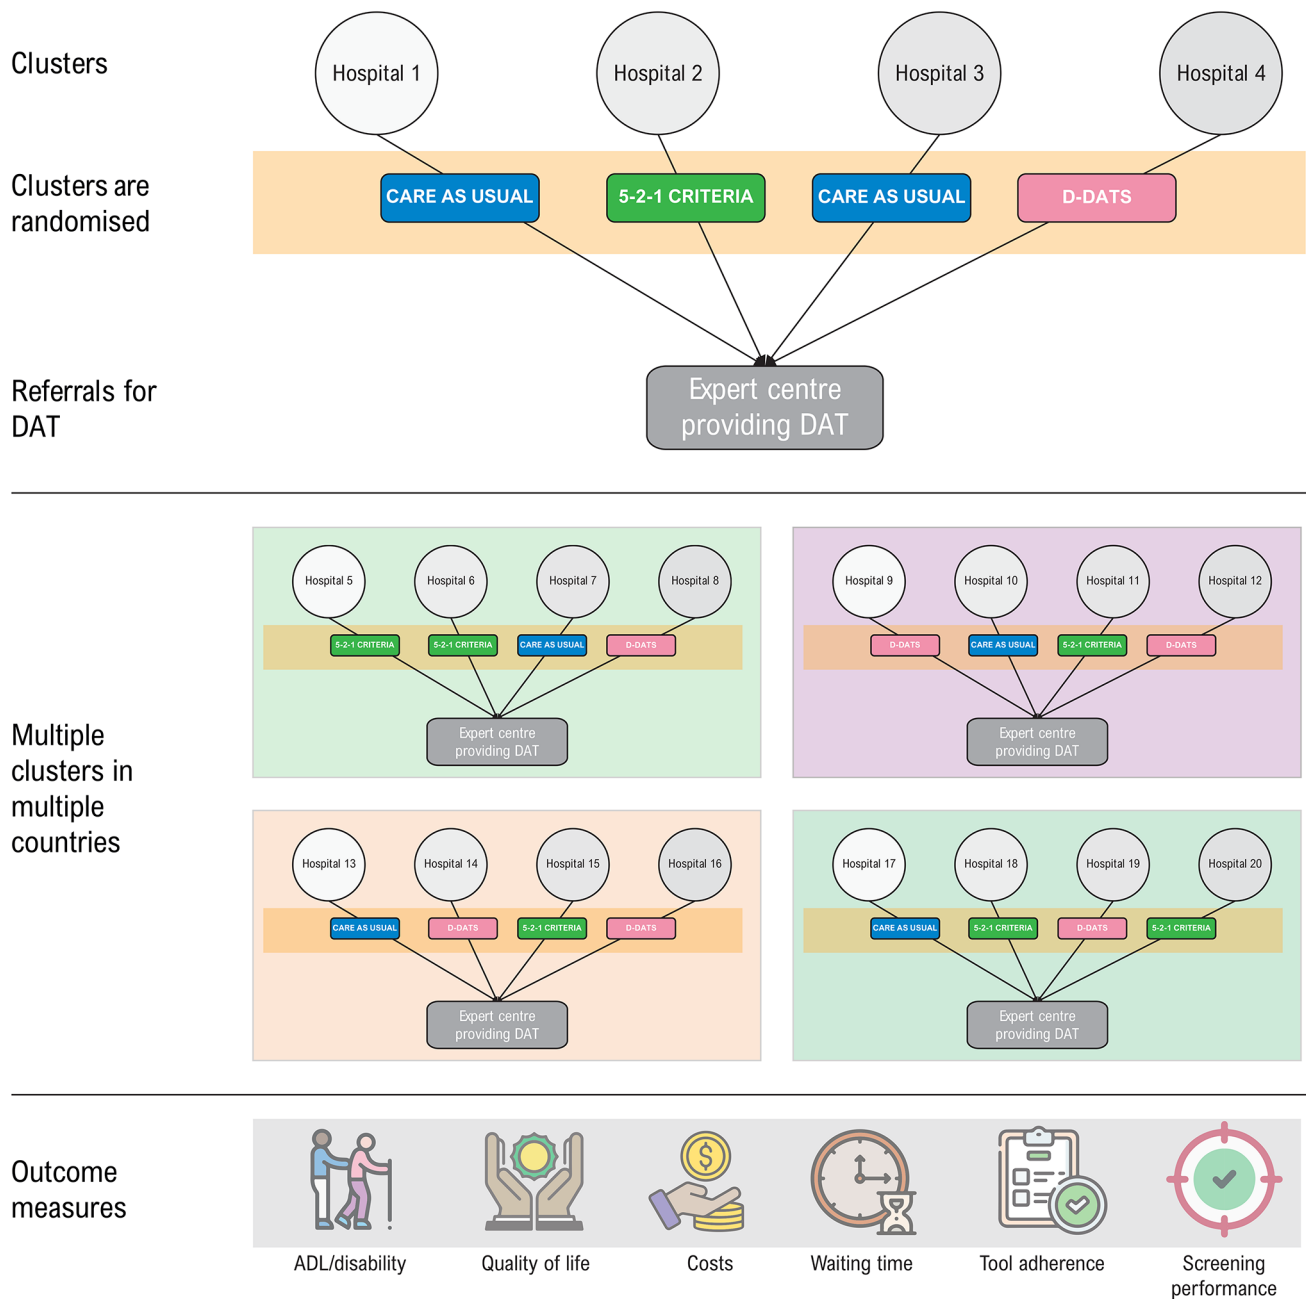 Clusters
Hospital 1
Hospital 2
Hospital 3
Hospital 4
Clusters are
randomised
CARE AS USUAL
5-2-1 CRITERIA
CARE AS USUAL
D-DATS
Referrals for
DAT
Expert centre
providing DAT
Multiple
clusters in
multiple
countries
Hospital 5
Hospital 6
Hospital 7
Hospital 8
5-2-1 CRITERIA
5-2-1 CRITERIA
CARE AS USUAL
D-DATS
Expert centre
providing DAT
Hospital 9
Hospital 10
Hospital 11
Hospital 12
D-DATS
CARE AS USUAL
5-2-1 CRITERIA
D-DATS
Expert centre
providing DAT
Hospital 13
Hospital 14
Hospital 15
Hospital 16
CARE AS USUAL
D-DATS
5-2-1 CRITERIA
D-DATS
Expert centre
providing DAT
Hospital 17
Hospital 18
Hospital 19
Hospital 20
CARE AS USUAL
5-2-1 CRITERIA
D-DATS
5-2-1 CRITERIA
Expert centre
providing DAT
Outcome
measures
$
ADL/disability
Quality of life
Costs
Waiting time
Tool adherence
Screening
performance